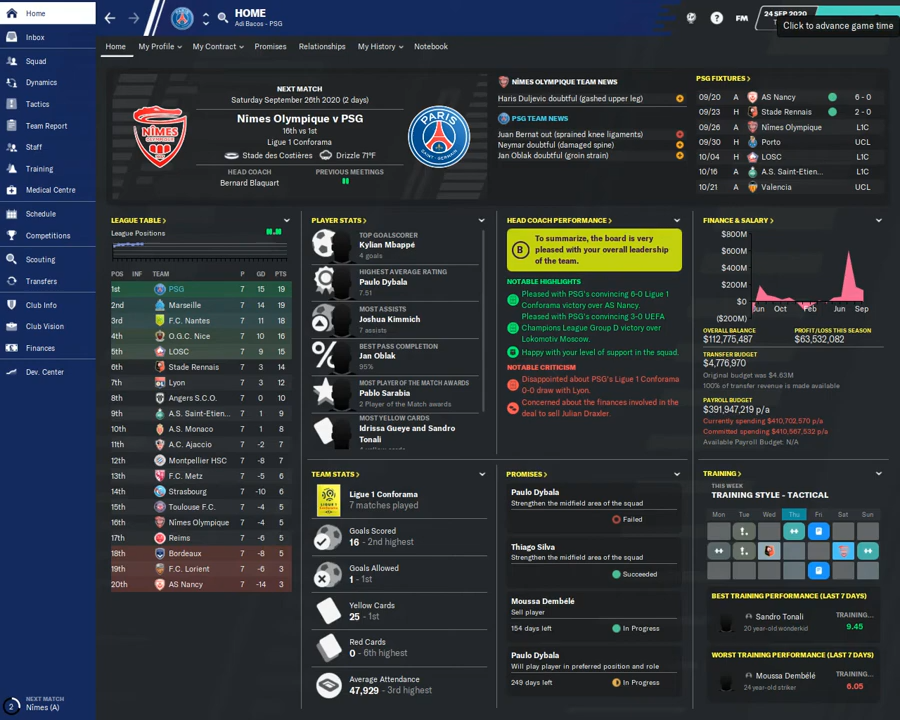 Home
Inbox
Squad
Dynamics
Tactics
Team Report
Staff
Training
Medical Centre
Schedule
Competitions
Scouting
Transfers
Club Info
Club Vision
Finances
Dev. Center
2 NEXT MATCH
Nîmes (A)
HOME
Adi Bacos - PSG
FM
24 SEP 2020
Click to advance game time
Home My Profile My Contract Promises Relationships My History Notebook
NEXT MATCH
Saturday September 26th 2020 (2 days)
Nîmes Olympique v PSG
16th vs 1st
Ligue 1 Conforama
Stade des Costières Drizzle 71°F
HEAD COACH
Bernard Blaquart
PREVIOUS MEETINGS
NÎMES
PARIS
SAINT-GERMAIN
NÎMES OLYMPIQUE TEAM NEWS
Haris Duljevic doubtful (gashed upper leg)
PSG TEAM NEWS
Juan Bernat out (sprained knee ligaments)
Neymar doubtful (damaged spine)
Jan Oblak doubtful (groin strain)
PSG FIXTURES
09/20 A AS Nancy 6 - 0
09/23 H Stade Rennais 2 - 0
09/26 A Nîmes Olympique L1C
09/30 H Porto UCL
10/04 H LOSC L1C
10/16 A A.S. Saint-Etien... L1C
10/21 A Valencia UCL
LEAGUE TABLE
League Positions
POS INF TEAM P GD PTS
1st PSG 7 15 19
2nd Marseille 7 14 19
3rd F.C. Nantes 7 11 18
4th O.G.C. Nice 7 10 16
5th LOSC 7 9 15
6th Stade Rennais 7 3 14
7th Lyon 7 3 12
8th Angers S.C.O. 7 0 10
9th A.S. Saint-Etien... 7 1 9
10th A.S. Monaco 7 1 8
11th A.C. Ajaccio 7 -2 7
12th Montpellier HSC 7 -8 7
13th F.C. Metz 7 -5 6
14th Strasbourg 7 -10 6
15th Toulouse F.C. 7 -4 5
16th Nîmes Olympique 7 -4 5
17th Reims 7 -6 5
18th Bordeaux 7 -8 5
19th F.C. Lorient 7 -6 3
20th AS Nancy 7 -14 3
PLAYER STATS
TOP GOALSCORER
Kylian Mbappé
4 goals
HIGHEST AVERAGE RATING
Paulo Dybala
7.51
MOST ASSISTS
Joshua Kimmich
7 assists
BEST PASS COMPLETION
Jan Oblak
95%
MOST PLAYER OF THE MATCH AWARDS
Pablo Sarabia
2 Player of the Match awards
MOST YELLOW CARDS
Idrissa Gueye and Sandro
Tonali
4 yellow cards
TEAM STATS
Ligue 1 Conforama
7 matches played
Goals Scored
16 - 2nd highest
Goals Allowed
1 - 1st
Yellow Cards
25 - 1st
Red Cards
0 - 6th highest
Average Attendance
47,929 - 3rd highest
HEAD COACH PERFORMANCE
B
To summarize, the board is very
pleased with your overall leadership
of the team.
NOTABLE HIGHLIGHTS
Pleased with PSG's convincing 6-0 Ligue 1
Conforama victory over AS Nancy.
Pleased with PSG's convincing 3-0 UEFA
Champions League Group D victory over
Lokomotiv Moscow.
Happy with your level of support in the squad.
NOTABLE CRITICISM
Disappointed about PSG's Ligue 1 Conforama
0-0 draw with Lyon.
Concerned about the finances involved in the
deal to sell Julian Draxler.
PROMISES
Paulo Dybala
Strengthen the midfield area of the squad
Failed
Thiago Silva
Strengthen the midfield area of the squad
Succeeded
Moussa Dembélé
Sell player
154 days left In Progress
Paulo Dybala
Will play player in preferred position and role
249 days left In Progress
FINANCE & SALARY
$800M
$600M
$400M
$200M
$0
($200M)
Jun Oct Feb Jun Sep
OVERALL BALANCE
$112,775,487
PROFIT/LOSS THIS SEASON
$63,532,082
TRANSFER BUDGET
$4,776,970
Original budget was $4.63M
100% of transfer revenue is made available
PAYROLL BUDGET
$391,947,219 p/a
Currently spending $410,702,570 p/a
Committed spending $410,567,532 p/a
Available Payroll Budget: N/A
TRAINING
THIS WEEK
TRAINING STYLE - TACTICAL
Mon Tue Wed Thu Fri Sat Sun
BEST TRAINING PERFORMANCE (LAST 7 DAYS)
Sandro Tonali
20 year-old wonderkid
TRAINING...
9.45
WORST TRAINING PERFORMANCE (LAST 7 DAYS)
Moussa Dembélé
24 year-old striker
TRAINING...
6.05